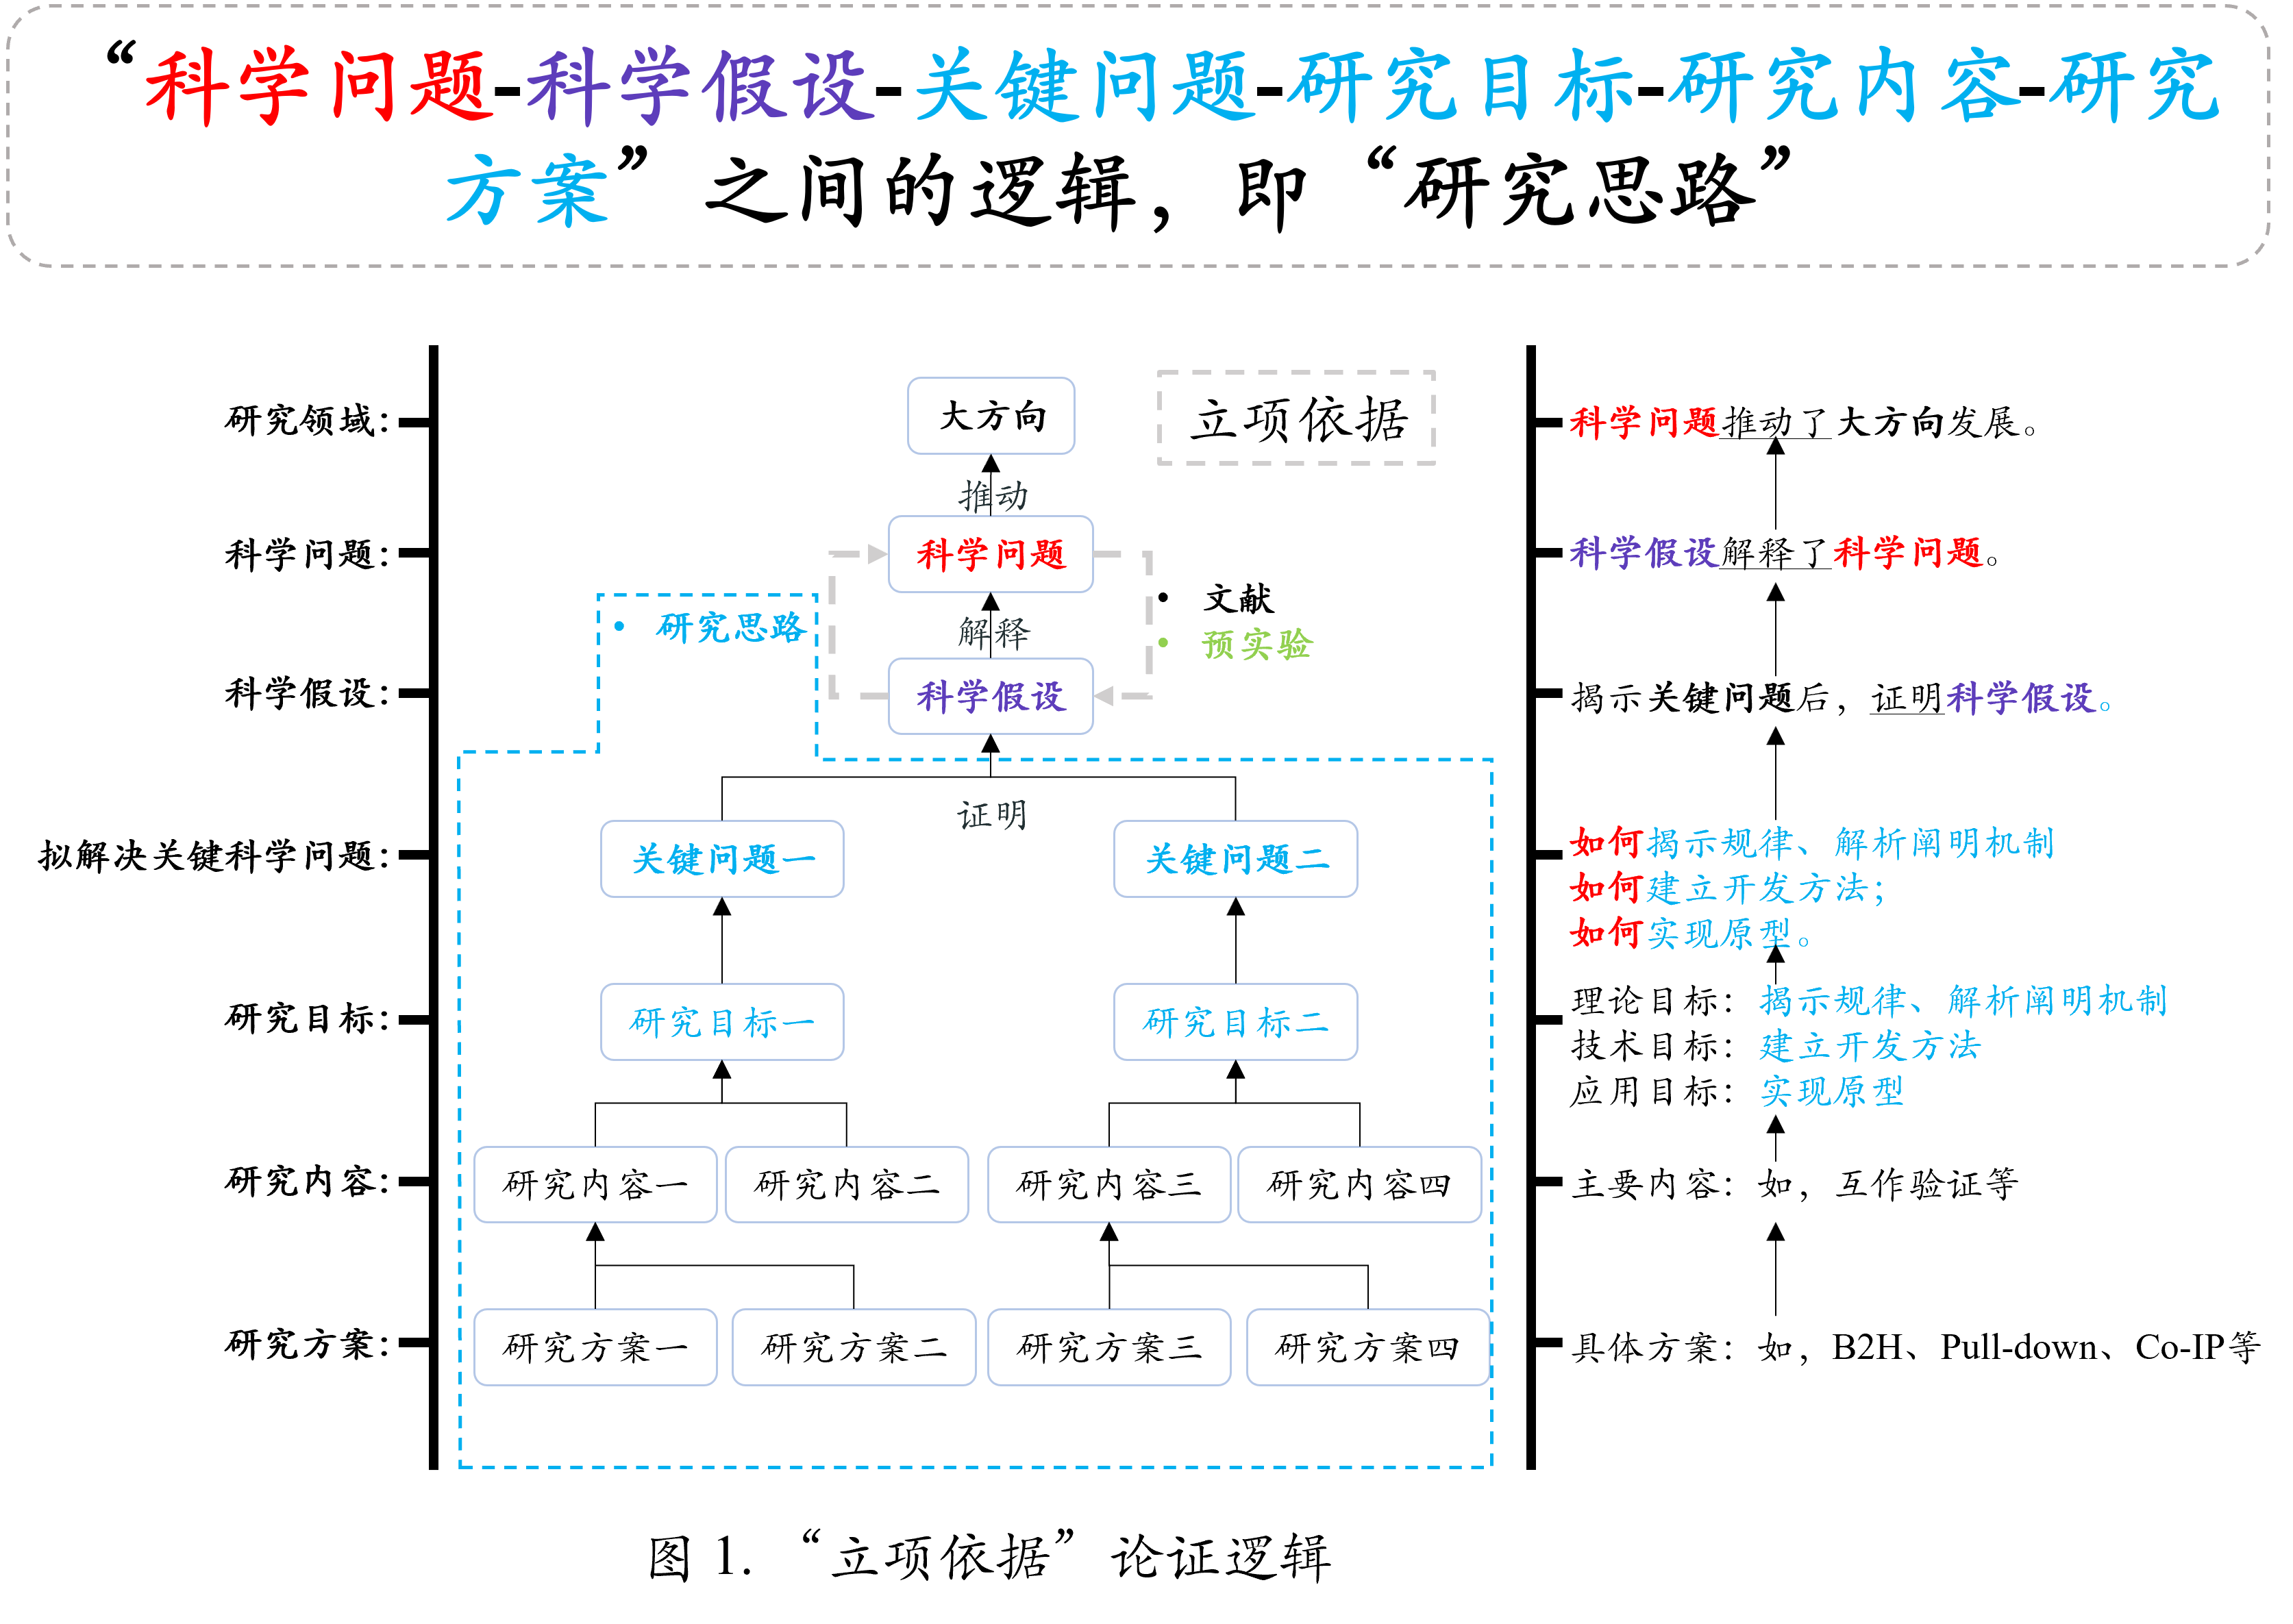 “科学问题-科学假设-关键问题-研究目标-研究内容-研究
方案”之间的逻辑，即“研究思路”
研究领域：
大方向
立项依据
科学问题推动了大方向发展。
推动
科学问题：
科学问题
科学假设解释了科学问题。
• 文献
• 研究思路
解释
• 预实验
科学假设：
科学假设
揭示关键问题后，证明科学假设。
证明
拟解决关键科学问题：
关键问题一
关键问题二
如何揭示规律、解析阐明机制
如何建立开发方法；
如何实现原型。
研究目标：
研究目标一
研究目标二
理论目标：揭示规律、解析阐明机制
技术目标：建立开发方法
应用目标：实现原型
研究内容：
研究内容一
研究内容二
研究内容三
研究内容四
主要内容：如，互作验证等
研究方案：
研究方案一
研究方案二
研究方案三
研究方案四
具体方案：如，B2H、Pull-down、Co-IP等
图 1. “立项依据”论证逻辑